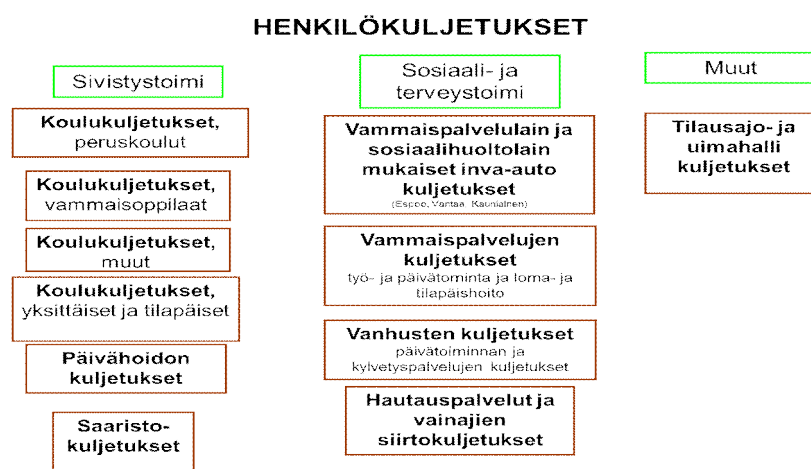 HENKILÖKULJETUKSET
Sivistystoimi
Koulukuljetukset,
peruskoulut
Koulukuljetukset,
vammaisoppilaat
Koulukuljetukset,
muut
Koulukuljetukset,
yksittäiset ja tilapäiset
Päivähoidon
kuljetukset
Saaristo-
kuljetukset
Sosiaali- ja
terveystoimi
Vammaispalvelulain ja
sosiaalihuoltolain
mukaiset inva-auto
kuljetukset
(Espoo, Vantaa, Kauniainen)
Vammaispalvelujen
kuljetukset
työ- ja päivätominta ja loma- ja
tilapäishoito
Vanhusten kuljetukset
päivätoiminnan ja
kylvetyspalvelujen kuljetukset
Hautauspalvelut ja
vainajien
siirtokuljetukset
Muut
Tilausajo- ja
uimahalli
kuljetukset